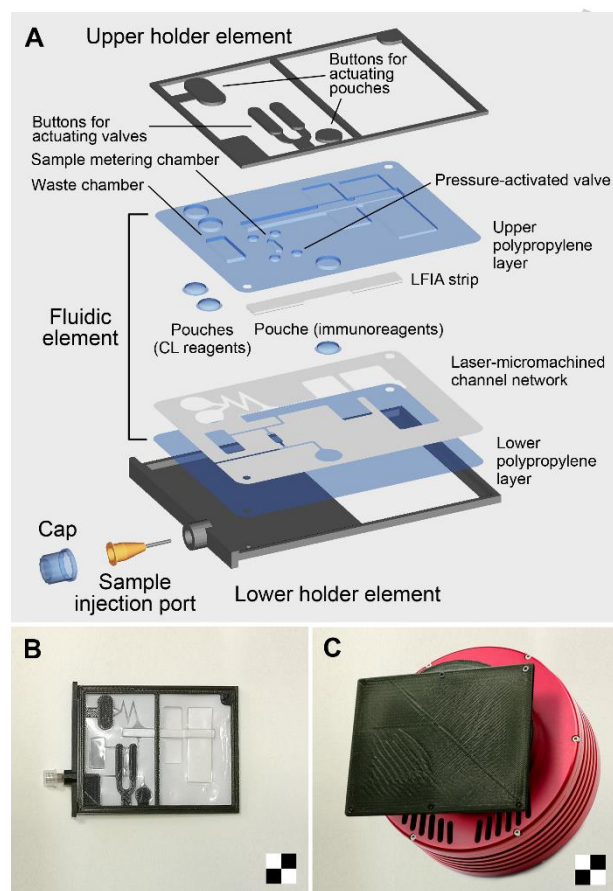 A
Upper holder element
Buttons for
actuating
pouches
Buttons for
actuating valves
Sample metering chamber
Waste chamber
Pressure-activated valve
Upper
polypropylene
layer
LFIA strip
Fluidic
element
Pouches
(CL reagents)
Pouche (immunoreagents)
Laser-micromachined
channel network
Lower
polypropylene
layer
Cap
Sample
injection port
Lower holder element
B
C